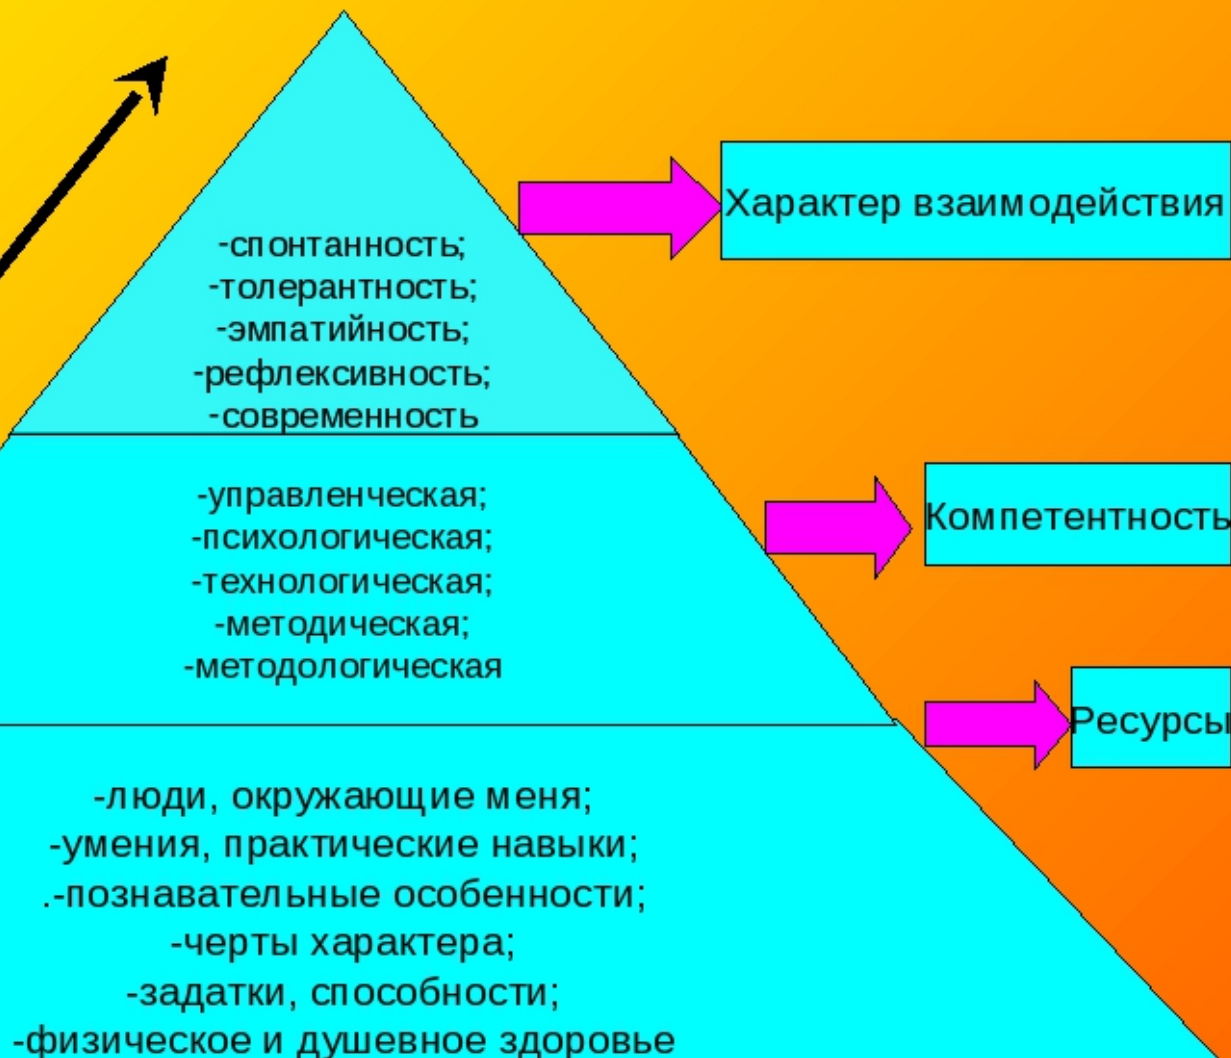 Характер взаимодействия
-спонтанность;
-толерантность;
-эмпатийность;
-рефлексивность;
-современность
Компетентность
-управленческая;
-психологическая;
-технологическая;
-методическая;
-методологическая
Ресурсы
-люди, окружающие меня;
-умения, практические навыки;
.-познавательные особенности;
-черты характера;
-задатки, способности;
-физическое и душевное здоровье